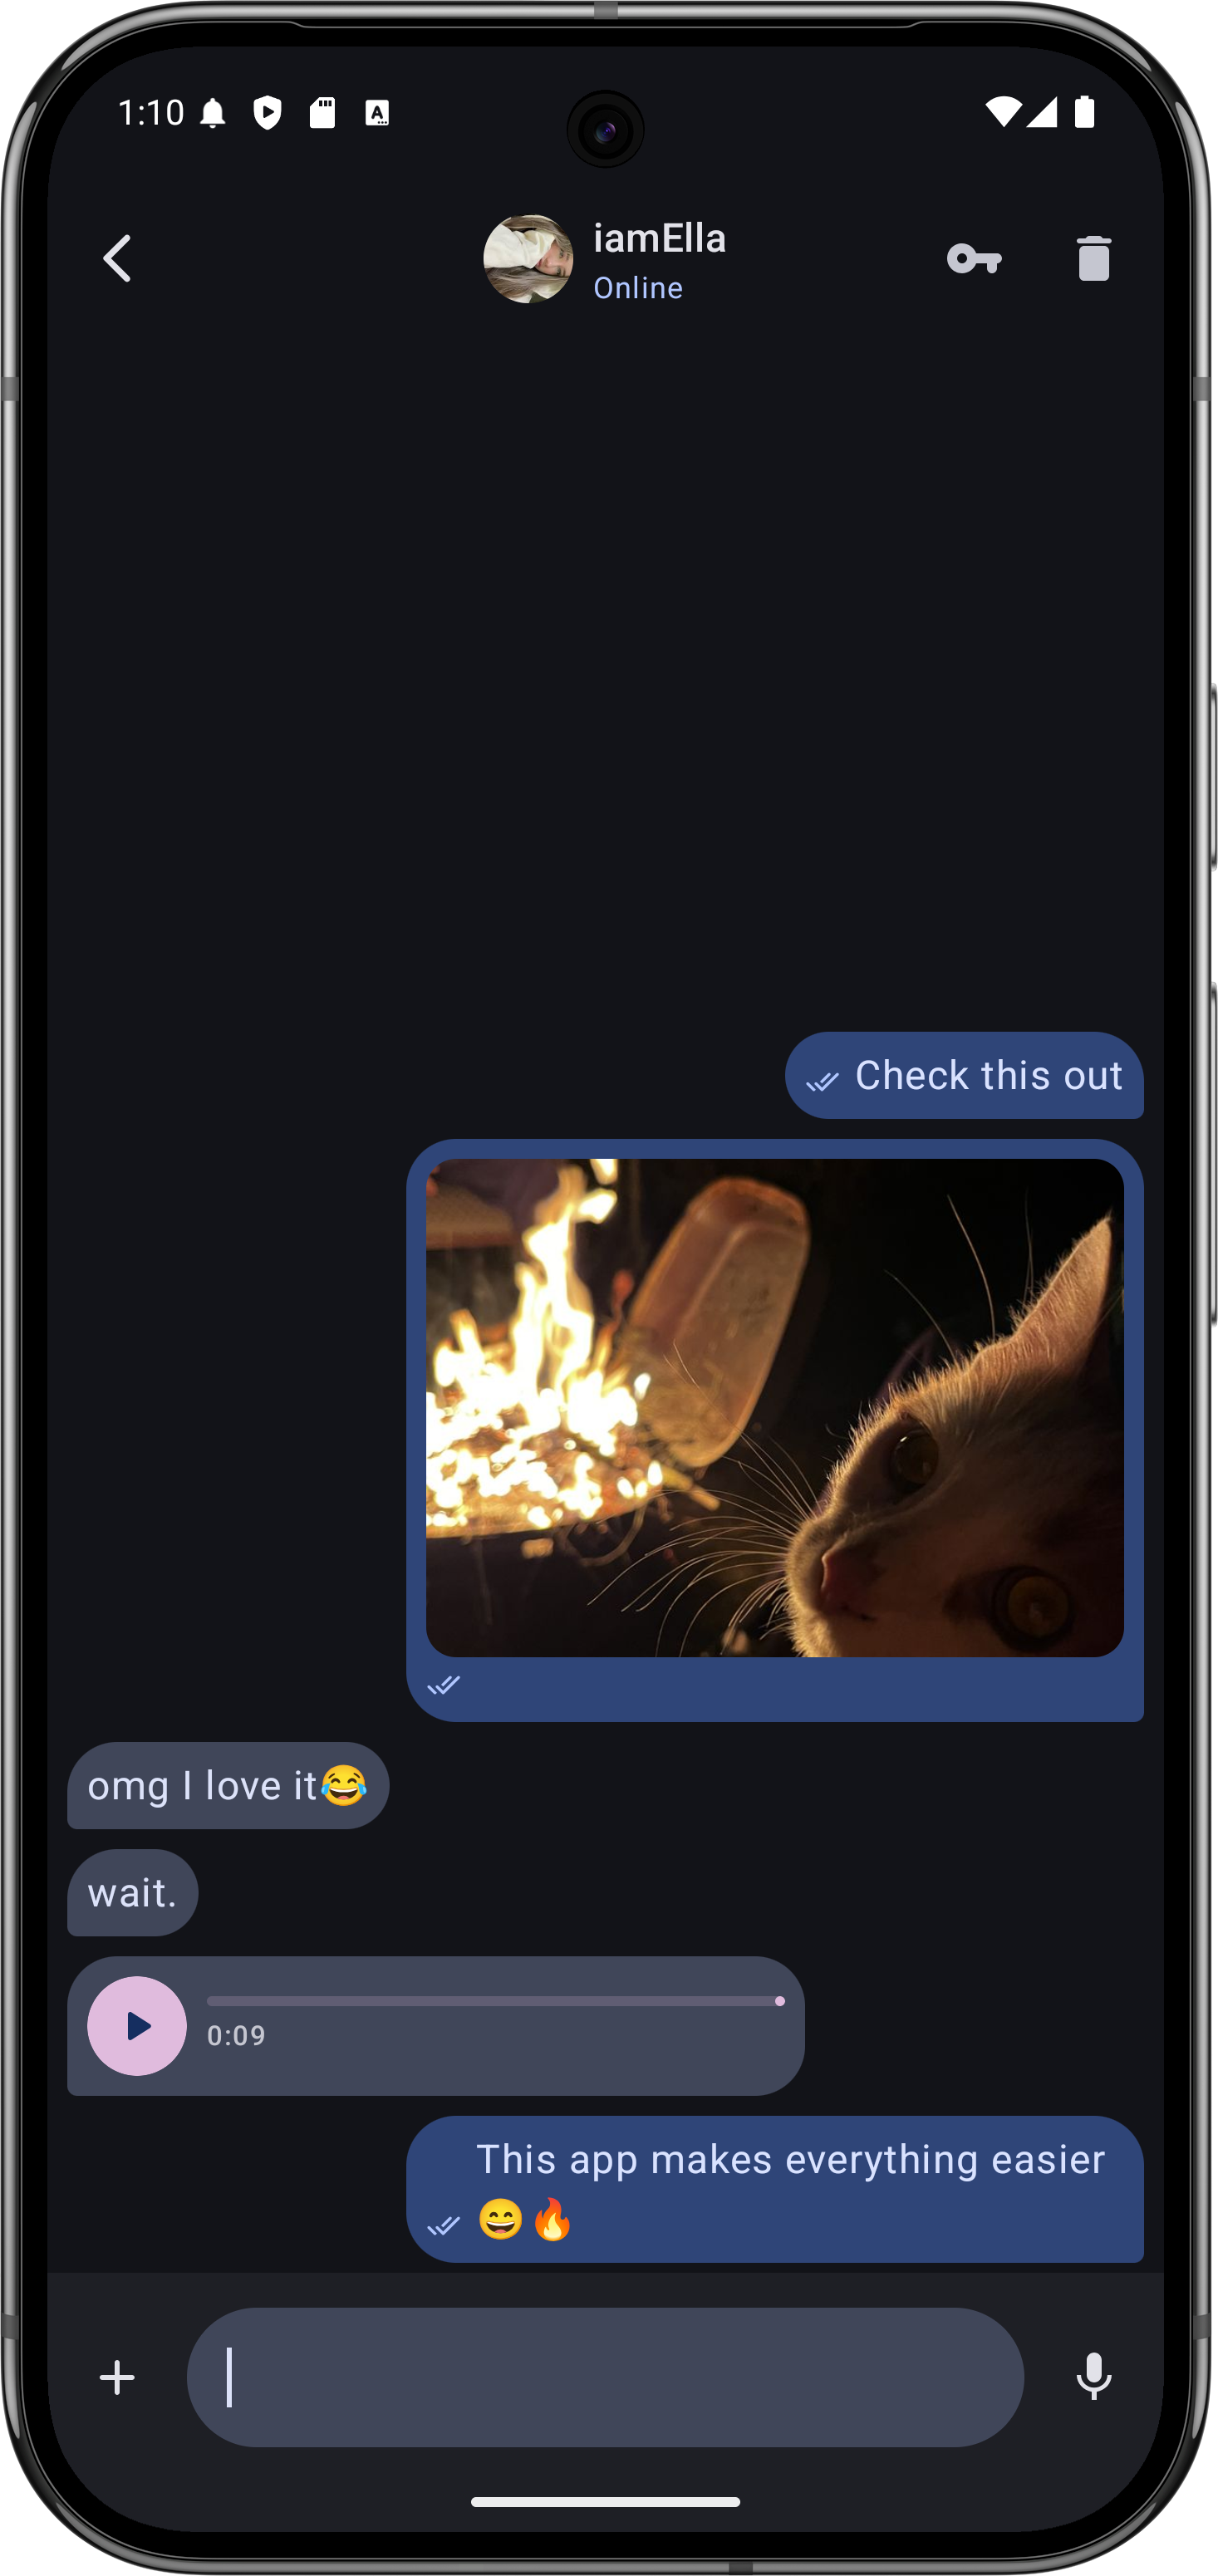 1:10
iamElla
Online
Check this out
omg I love it😂
wait.
0:09
This app makes everything easier
😄🔥